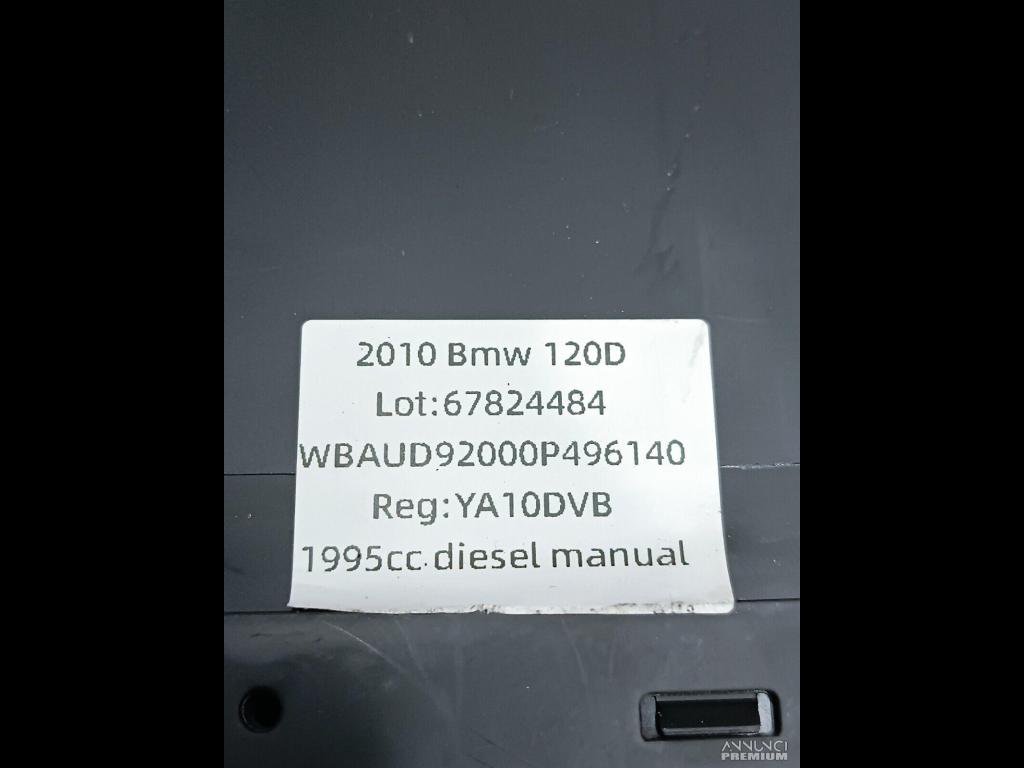 2010 Bmw 120D
Lot:67824484
WBAUD92000P496140
Reg:YA10DVB
1995cc diesel manual
ANNUNCI
PREMIUM